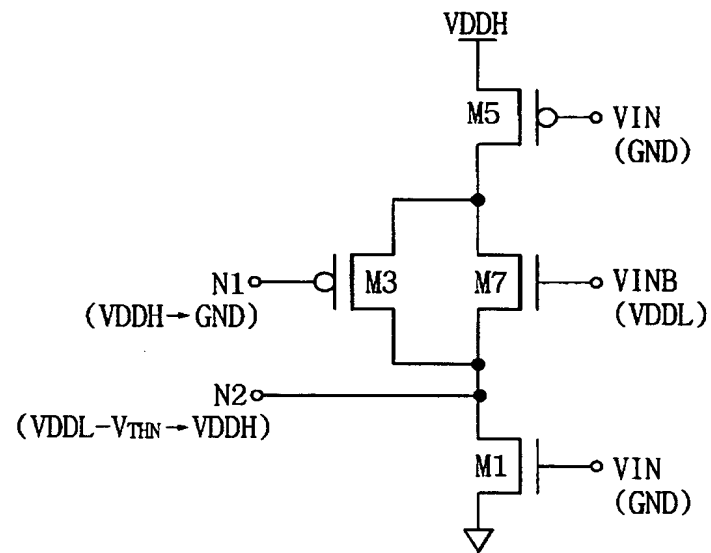 VDDH
M5
VIN
(GND)
N1
M3
M7
VINB
(VDDH→GND)
(VDDL)
N2
(VDDL-VTHN→VDDH)
M1
VIN
(GND)